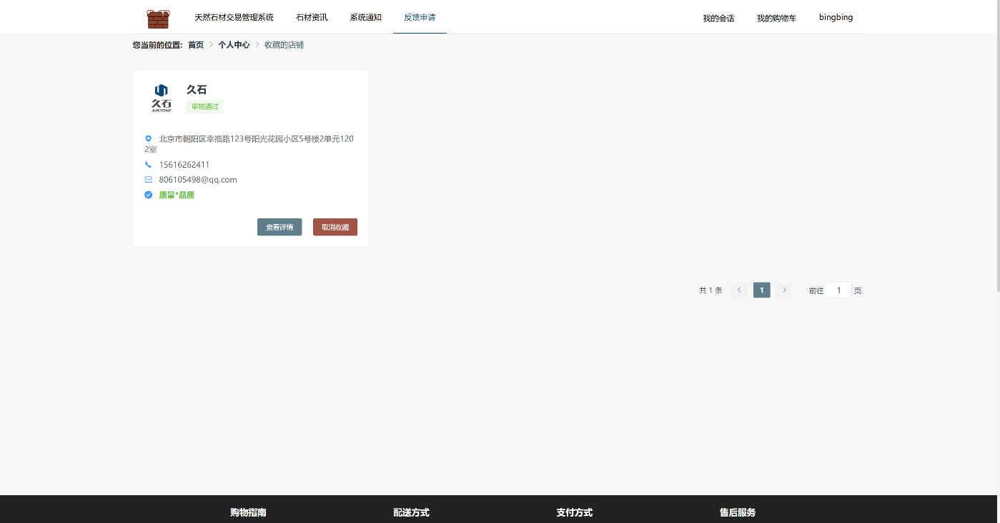 天然石材交易管理系统 石材资讯 系统通知 反馈申请 我的会话 我的购物车 bingbing
您当前的位置: 首页 > 个人中心 > 收藏的店铺
久石
JUSTONE
久石
审核通过
北京市朝阳区幸福路123号阳光花园小区5号楼2单元120
2室
15616262411
806105498@qq.com
质量*品质
查看详情 取消收藏
共 1 条 < 1 > 前往 1 页
购物指南 配送方式 支付方式 售后服务